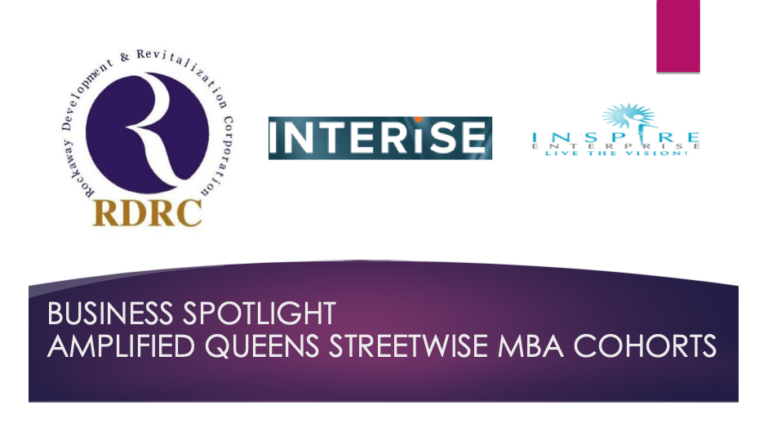 Rockaway Development & Revitalization Corporation
RDRC
INTERiSE
INSPIRE
ENTERPRISE
LIVE THE VISION!
BUSINESS SPOTLIGHT
AMPLIFIED QUEENS STREETWISE MBA COHORTS